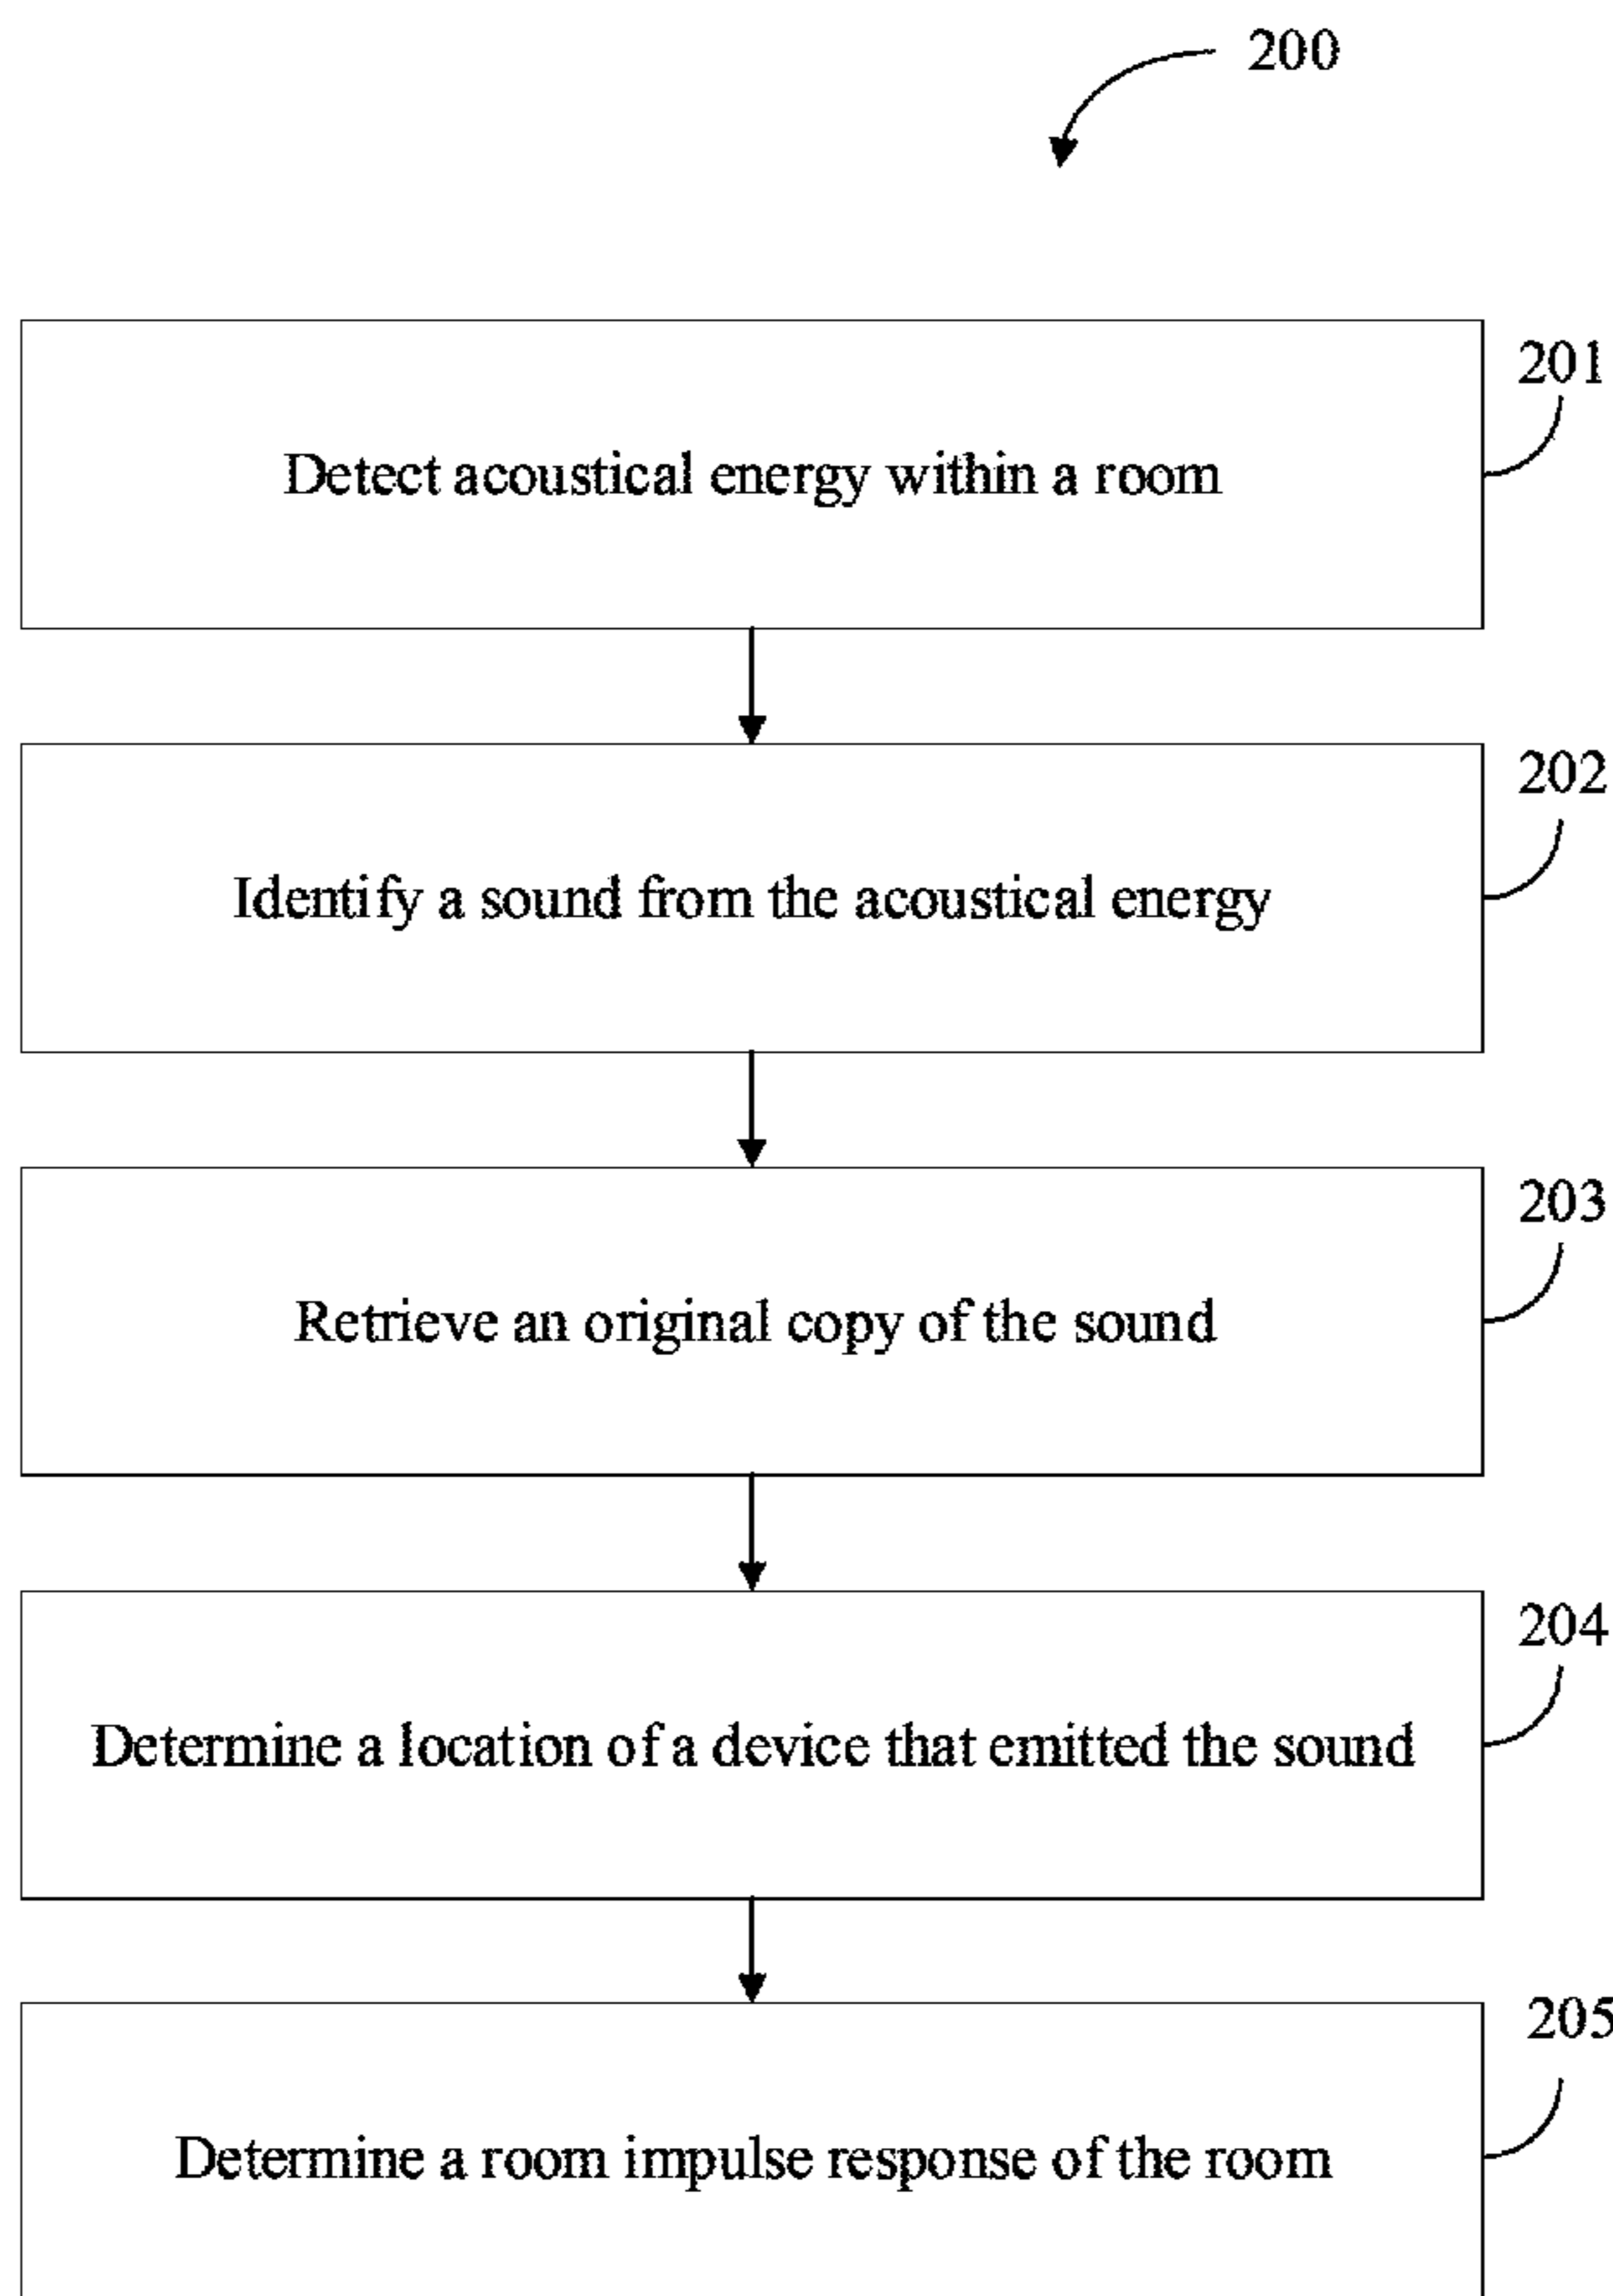 200
201
Detect acoustical energy within a room
202
Identify a sound from the acoustical energy
203
Retrieve an original copy of the sound
204
Determine a location of a device that emitted the sound
205
Determine a room impulse response of the room